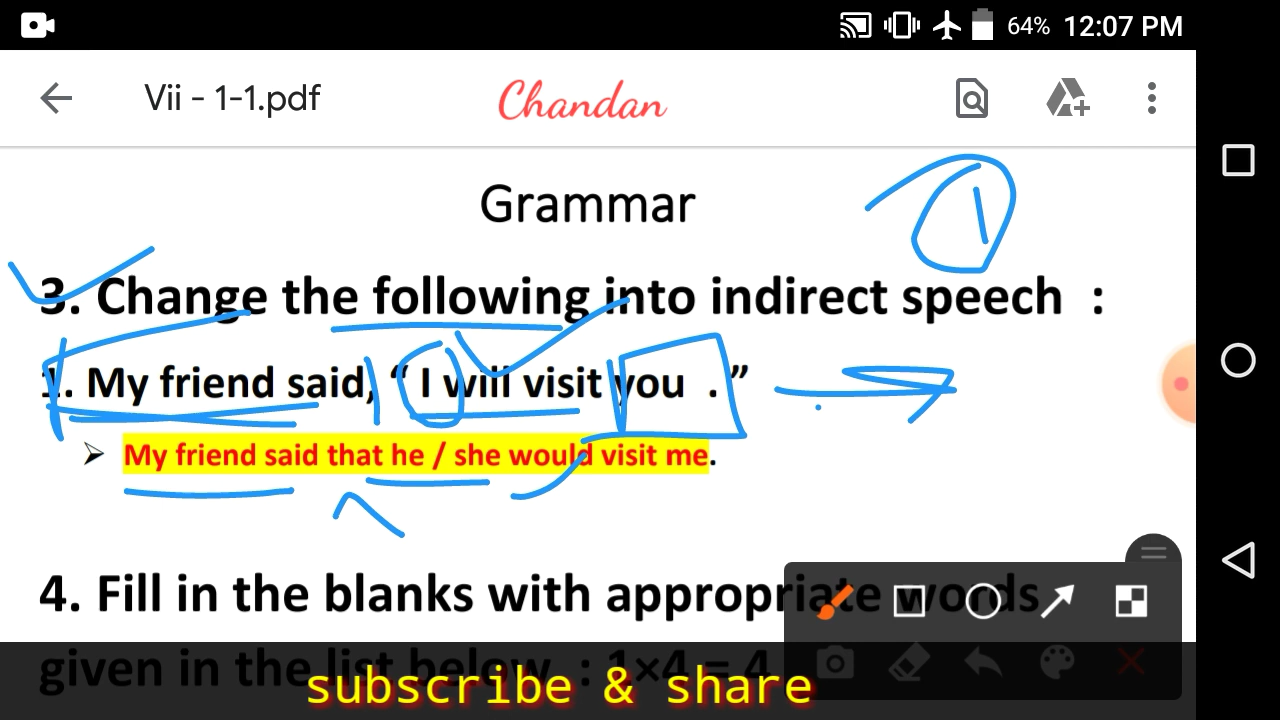 64% 12:07 PM
Vii - 1-1.pdf Chandan
1
Grammar
3. Change the following into indirect speech :
1. My friend said, “ I will visit you . ”
➢ My friend said that he / she would visit me.
4. Fill in the blanks with appropriate words
given in the list below : 1×4 = 4
subscribe & share